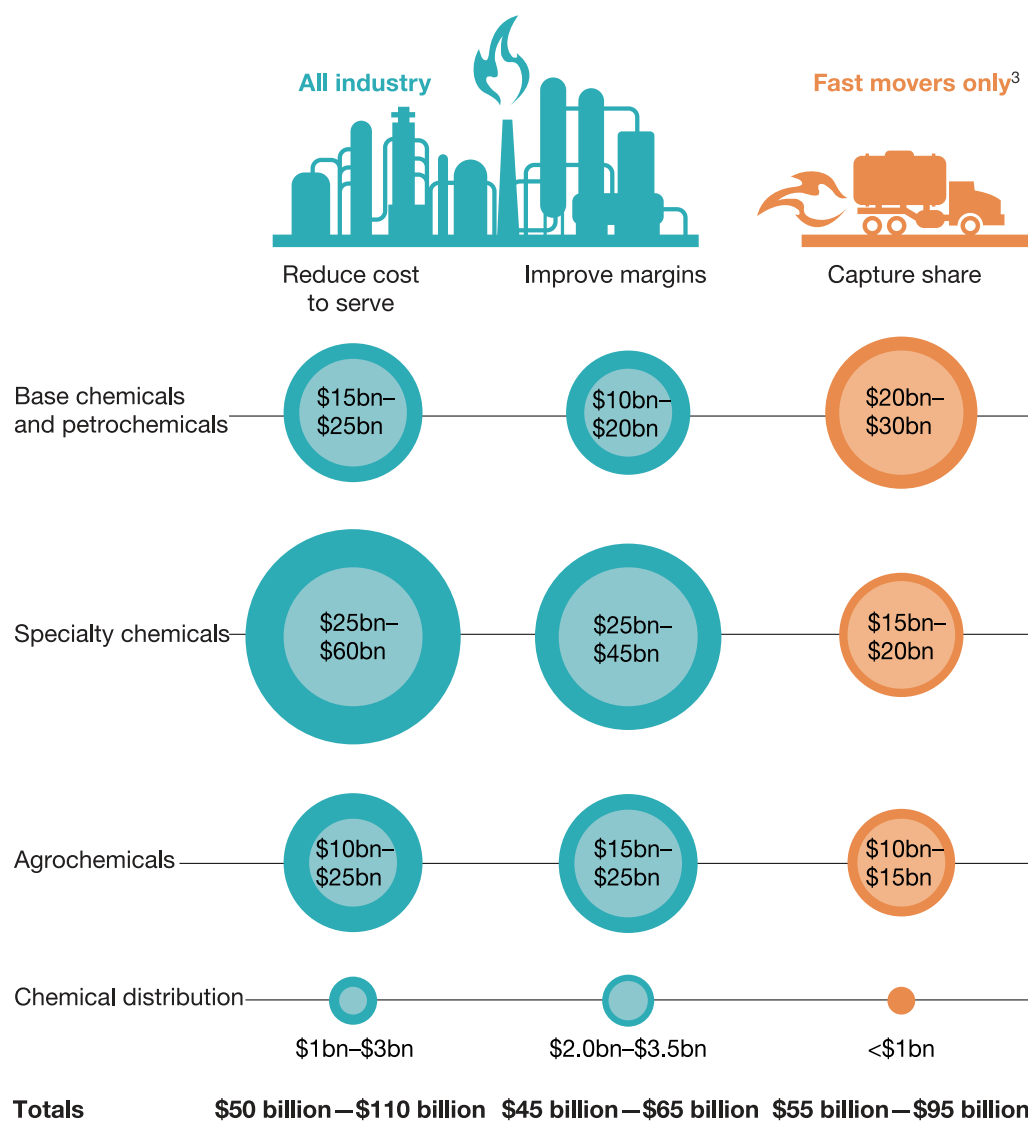 All industry
Fast movers only³
Reduce cost
to serve
Improve margins
Capture share
Base chemicals
and petrochemicals
$15bn–
$25bn
$10bn–
$20bn
$20bn–
$30bn
Specialty chemicals
$25bn–
$60bn
$25bn–
$45bn
$15bn–
$20bn
Agrochemicals
$10bn–
$25bn
$15bn–
$25bn
$10bn–
$15bn
Chemical distribution
$1bn–$3bn
$2.0bn–$3.5bn
<$1bn
Totals
$50 billion—$110 billion
$45 billion—$65 billion
$55 billion—$95 billion